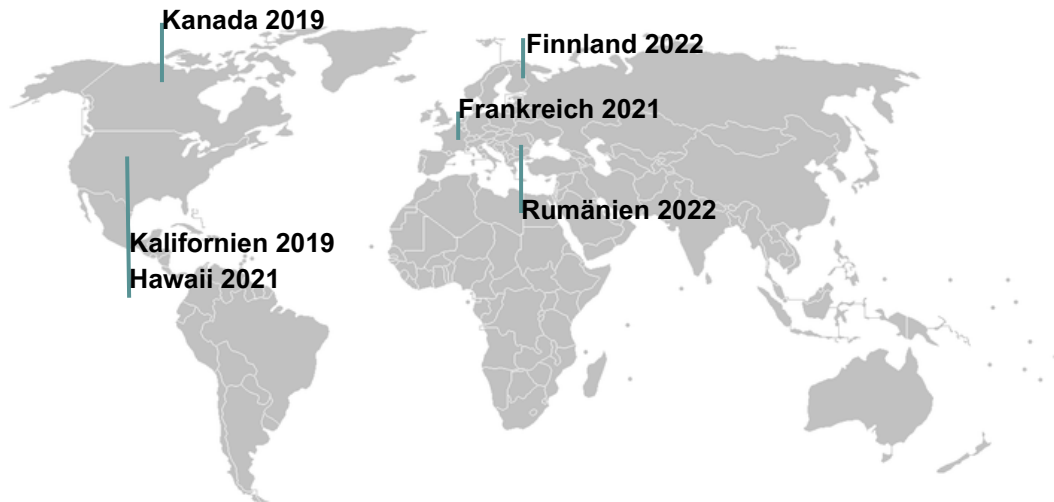 Kanada 2019
Finnland 2022
Frankreich 2021
Rumänien 2022
Kalifornien 2019
Hawaii 2021